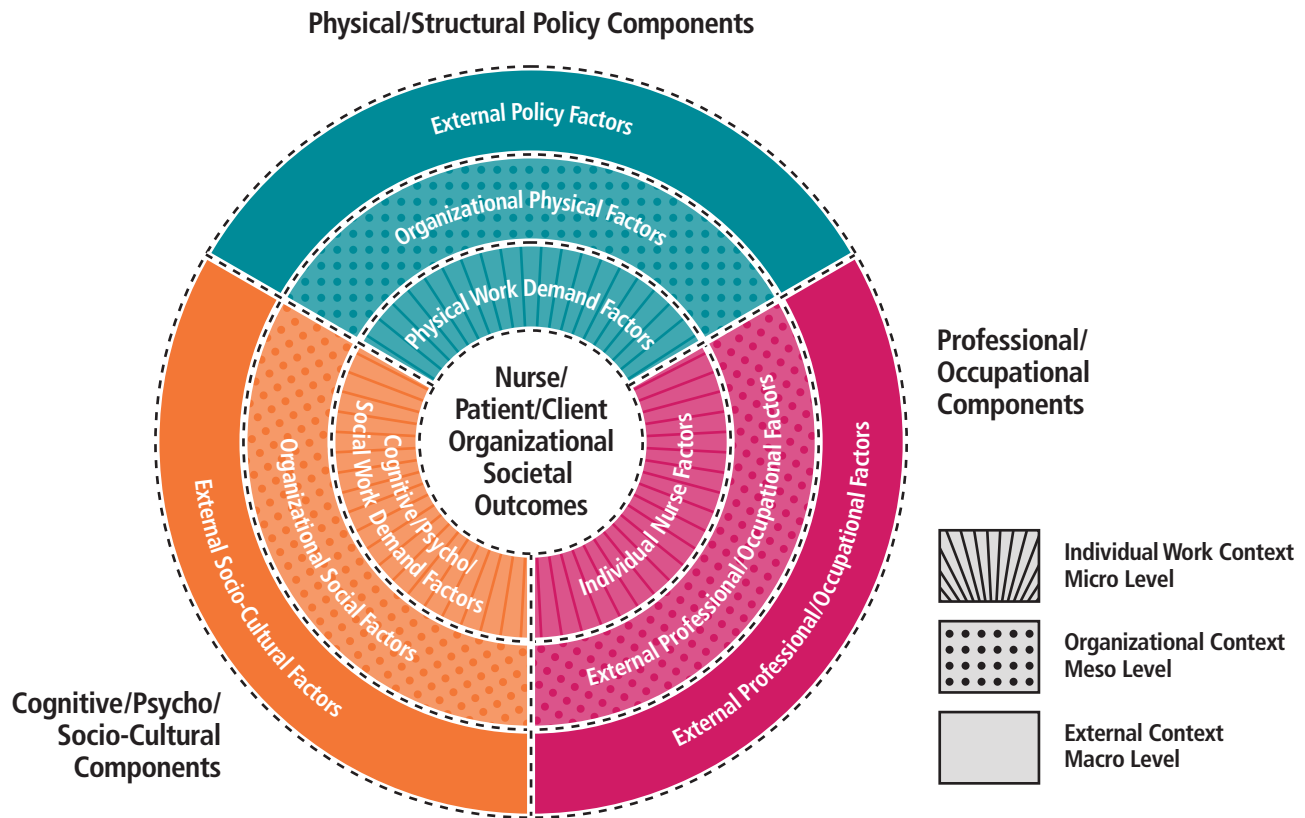 Physical/Structural Policy Components
External Policy Factors
Organizational Physical Factors
Physical Work Demand Factors
Nurse/
Patient/Client
Organizational
Societal
Outcomes
Cognitive/Psycho/
Social Work Demand Factors
Organizational Social Factors
External Socio-Cultural Factors
Individual Nurse Factors
External Professional/Occupational Factors
External Professional/Occupational Factors
Professional/
Occupational
Components
Cognitive/Psycho/
Socio-Cultural
Components
Individual Work Context
Micro Level
Organizational Context
Meso Level
External Context
Macro Level